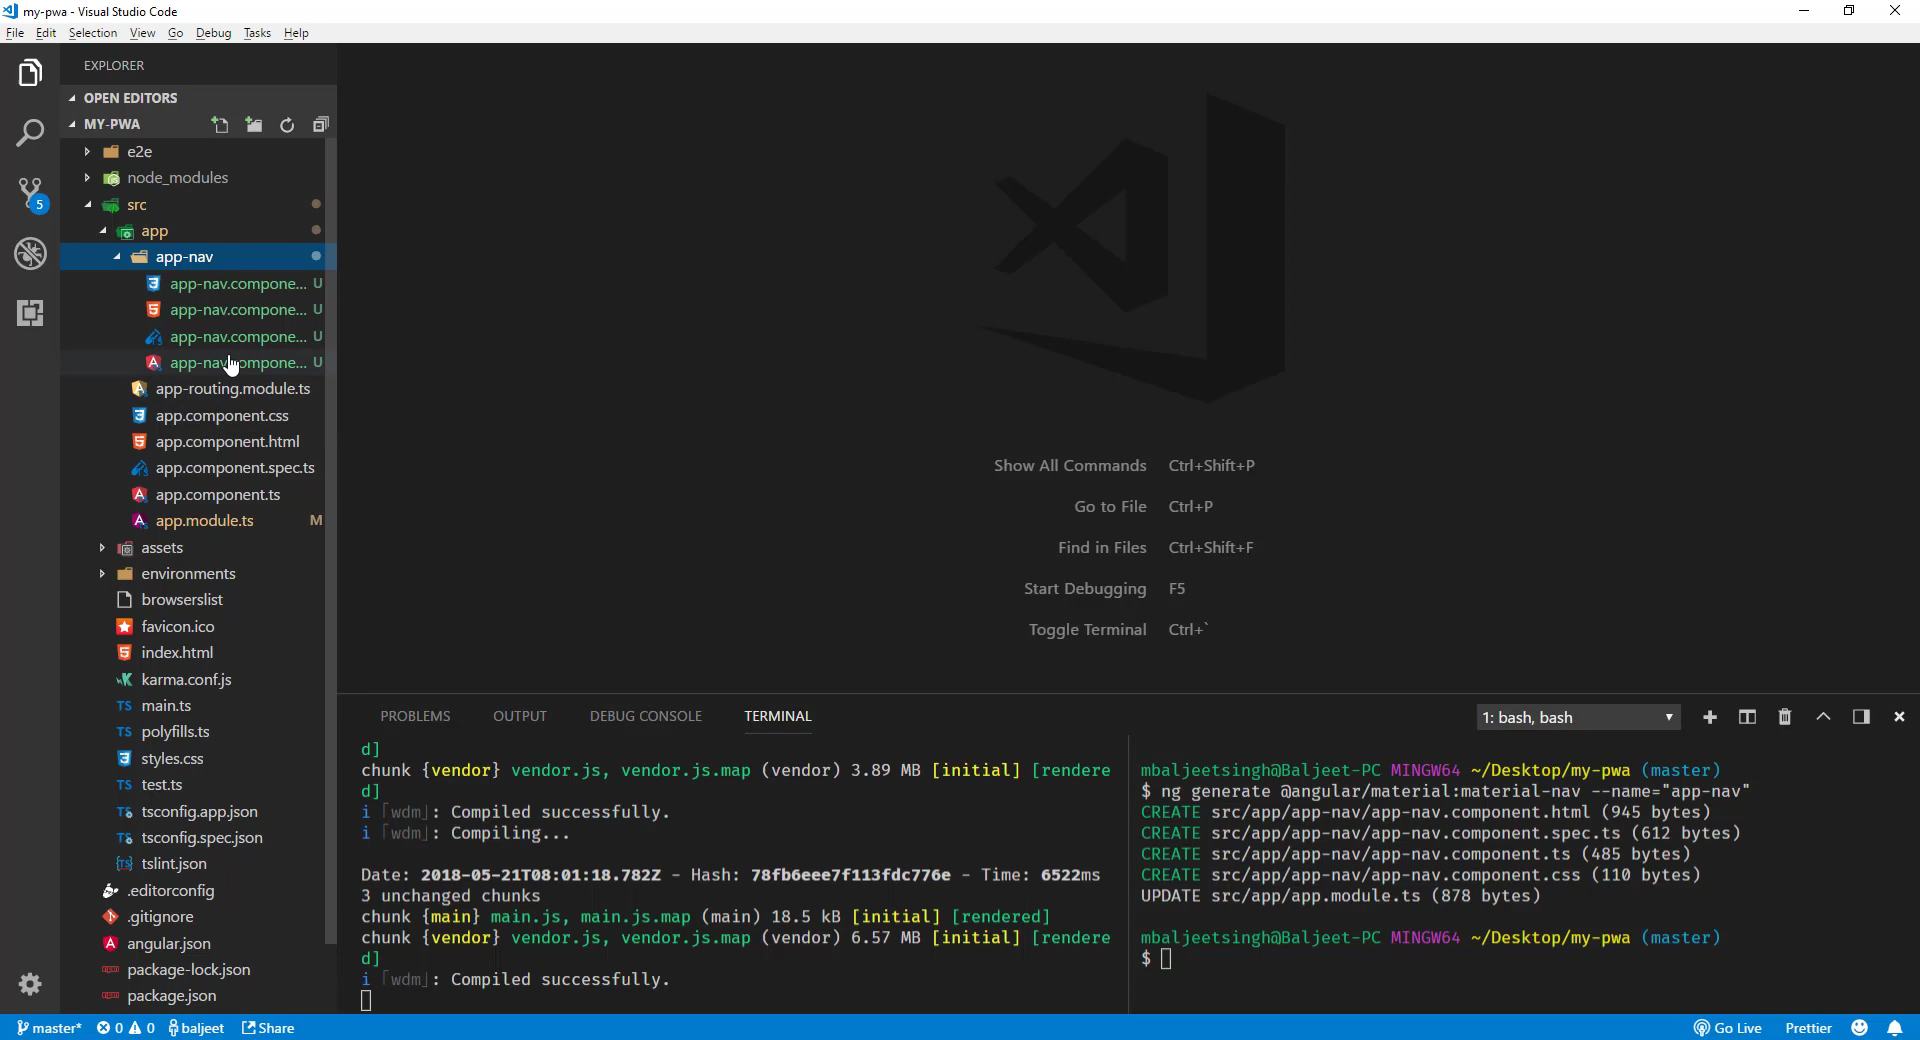 my-pwa - Visual Studio Code
File Edit Selection View Go Debug Tasks Help
EXPLORER
OPEN EDITORS
MY-PWA
e2e
node_modules
src
app
app-nav
app-nav.compone... U
app-nav.compone... U
app-nav.compone... U
app-nav.compone... U
app-routing.module.ts
app.component.css
app.component.html
app.component.spec.ts
app.component.ts
app.module.ts M
assets
environments
browserslist
favicon.ico
index.html
karma.conf.js
TS main.ts
TS polyfills.ts
styles.css
TS test.ts
TS tsconfig.app.json
TS tsconfig.spec.json
tslint.json
.editorconfig
.gitignore
angular.json
package-lock.json
package.json
5
Show All Commands Ctrl+Shift+P
Go to File Ctrl+P
Find in Files Ctrl+Shift+F
Start Debugging F5
Toggle Terminal Ctrl+`
PROBLEMS OUTPUT DEBUG CONSOLE TERMINAL
1: bash, bash
d]
chunk {vendor} vendor.js, vendor.js.map (vendor) 3.89 MB [initial] [rendere
d]
i ｢wdm｣: Compiled successfully.
i ｢wdm｣: Compiling...
Date: 2018-05-21T08:01:18.782Z - Hash: 78fb6eee7f113fdc776e - Time: 6522ms
3 unchanged chunks
chunk {main} main.js, main.js.map (main) 18.5 kB [initial] [rendered]
chunk {vendor} vendor.js, vendor.js.map (vendor) 6.57 MB [initial] [rendere
d]
i ｢wdm｣: Compiled successfully.
mbaljeetsingh@Baljeet-PC MINGW64 ~/Desktop/my-pwa (master)
$ ng generate @angular/material:material-nav --name="app-nav"
CREATE src/app/app-nav/app-nav.component.html (945 bytes)
CREATE src/app/app-nav/app-nav.component.spec.ts (612 bytes)
CREATE src/app/app-nav/app-nav.component.ts (485 bytes)
CREATE src/app/app-nav/app-nav.component.css (110 bytes)
UPDATE src/app/app.module.ts (878 bytes)
mbaljeetsingh@Baljeet-PC MINGW64 ~/Desktop/my-pwa (master)
$
master* 0 0 baljeet Share Go Live Prettier